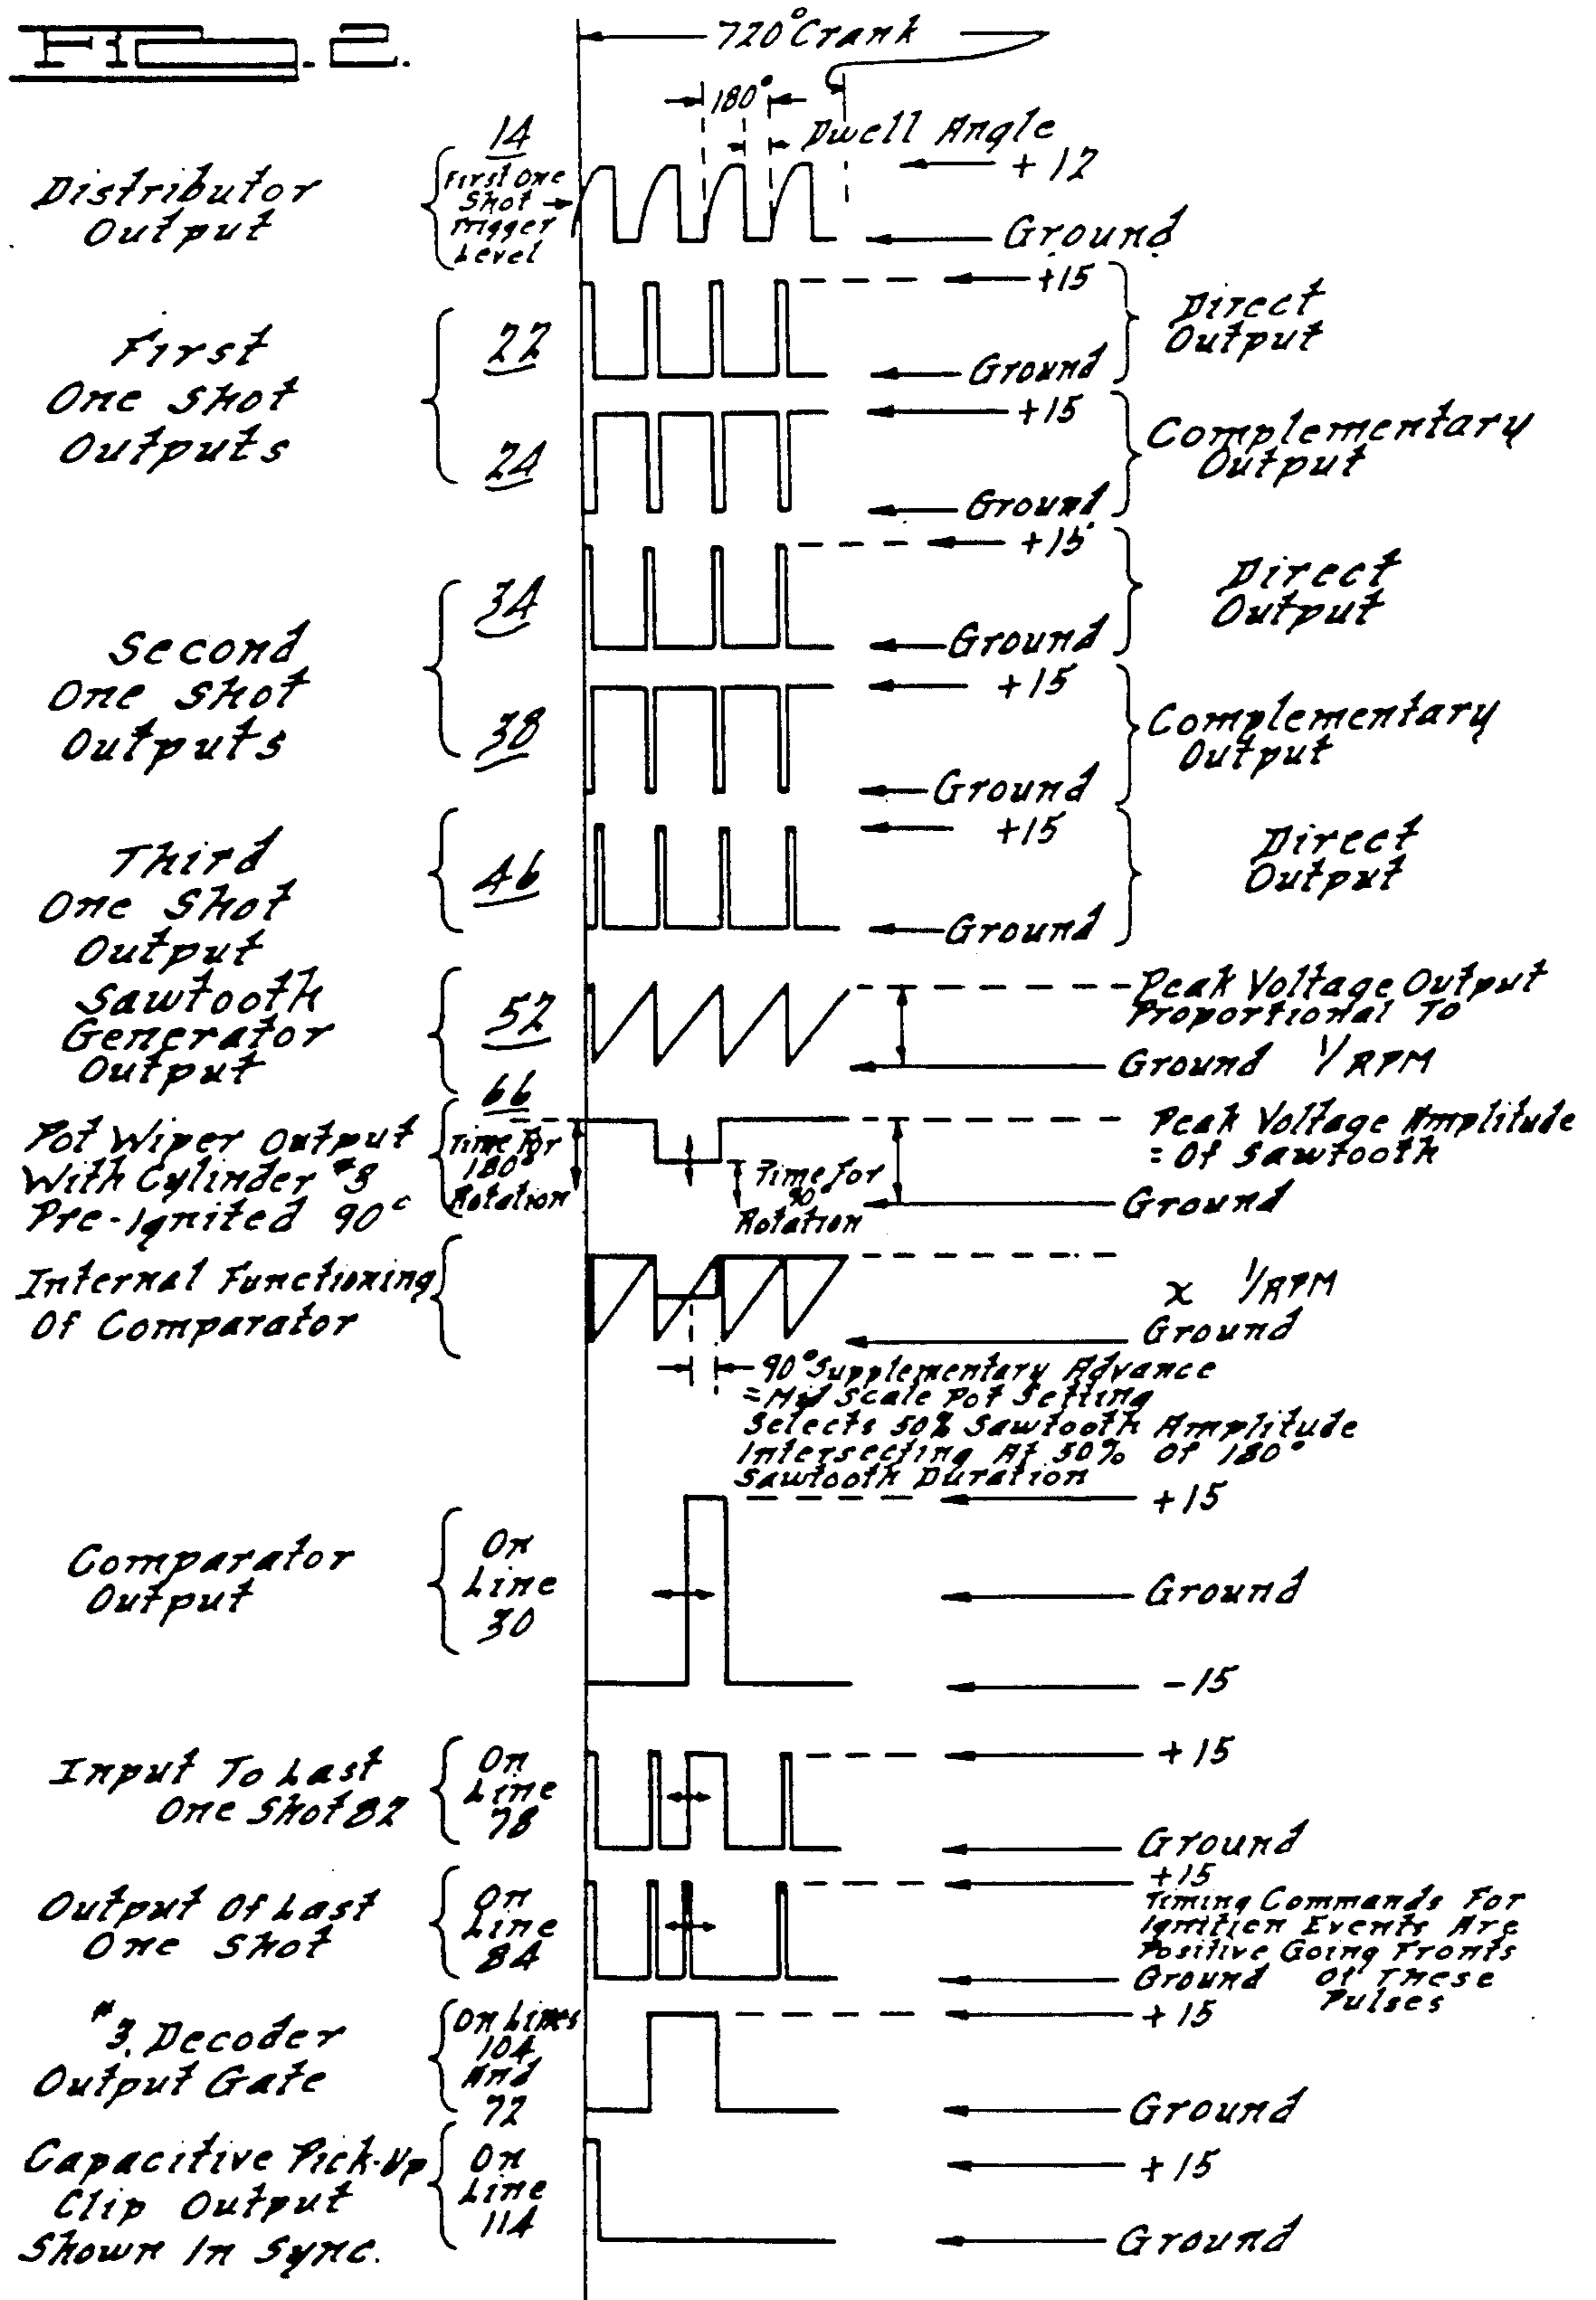 FIG. 2.
720° Crank
180°
Dwell Angle
Distributor
Output
14
First One
Shot
Trigger
Level
+12
Ground
First
One Shot
Outputs
22
+15
Ground
Direct
Output
24
+15
Ground
Complementary
Output
Second
One Shot
Outputs
34
+15
Ground
Direct
Output
38
+15
Ground
Complementary
Output
Third
One Shot
Output
46
+15
Ground
Direct
Output
Sawtooth
Generator
Output
52
Peak Voltage Output
Proportional To
Ground 1/RPM
Pot Wiper Output
With Cylinder #3
Pre-Ignited 90°
66
Time For
180°
Rotation
Time For
90
Rotation
Peak Voltage Amplitude
= Of Sawtooth
Ground
Internal Functioning
Of Comparator
x 1/RPM
Ground
90° Supplementary Advance
= Mid Scale Pot Setting
Selects 50% Sawtooth Amplitude
Intersecting At 50% Of 180°
Sawtooth Duration
Comparator
Output
On
Line
30
+15
Ground
-15
Input To Last
One Shot 82
On
Line
78
+15
Ground
Output Of Last
One Shot
On
Line
84
+15
Timing Commands For
Ignition Events Are
Positive Going Fronts
Ground Of These
Pulses
#3. Decoder
Output Gate
On Lines
104
And
72
+15
Ground
Capacitive Pick-Up
Clip Output
Shown In Sync.
On
Line
114
+15
Ground